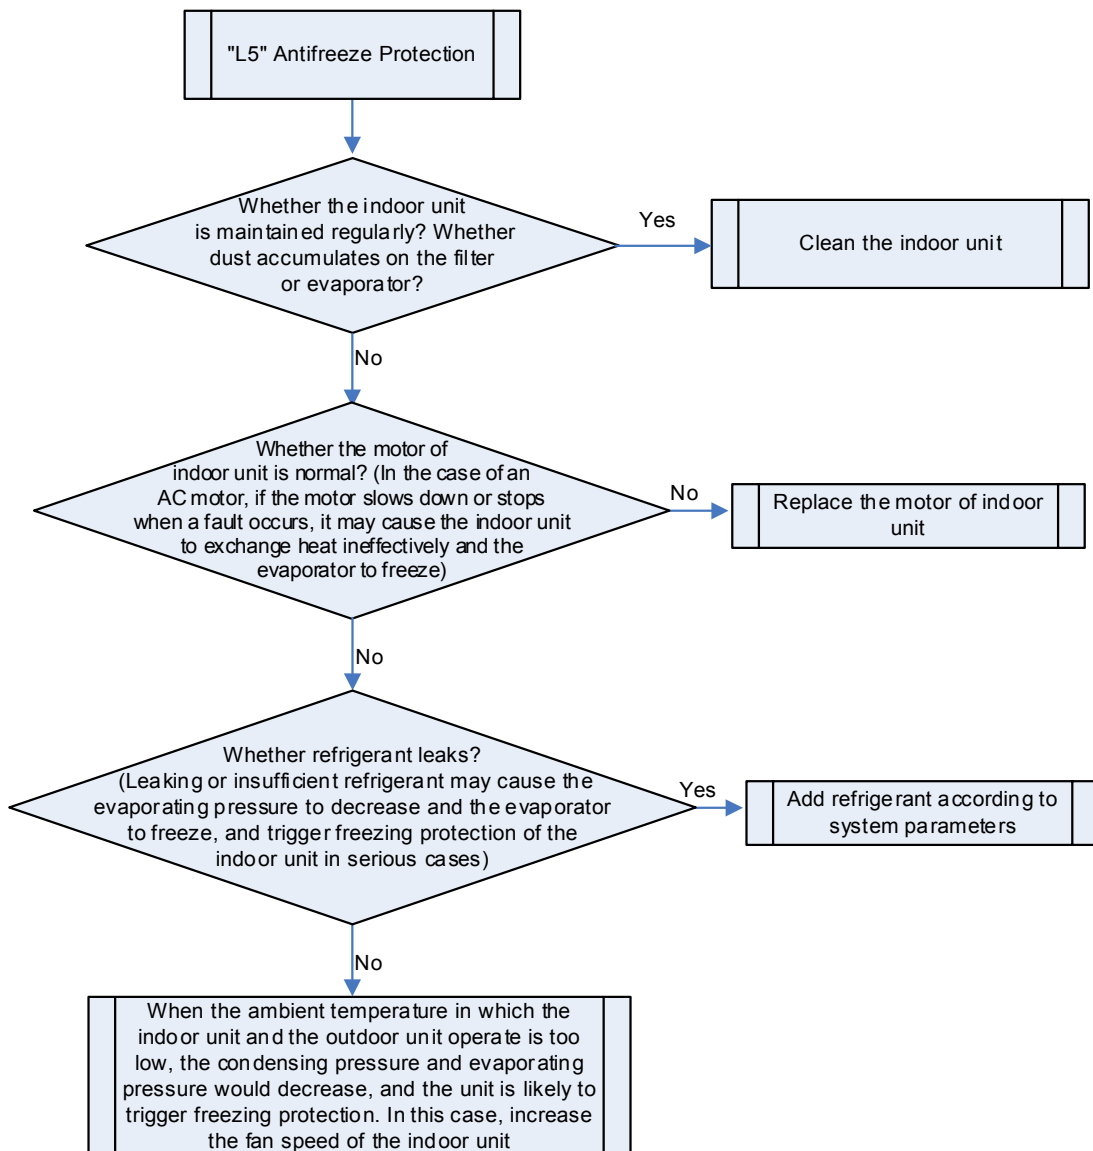 "L5" Antifreeze Protection
Whether the indoor unit
is maintained regularly? Whether
dust accumulates on the filter
or evaporator?
Yes
Clean the indoor unit
No
Whether the motor of
indoor unit is normal? (In the case of an
AC motor, if the motor slows down or stops
when a fault occurs, it may cause the indoor unit
to exchange heat ineffectively and the
evaporator to freeze)
No
Replace the motor of indoor
unit
No
Whether refrigerant leaks?
(Leaking or insufficient refrigerant may cause the
evaporating pressure to decrease and the evaporator
to freeze, and trigger freezing protection of the
indoor unit in serious cases)
Yes
Add refrigerant according to
system parameters
No
When the ambient temperature in which the
indoor unit and the outdoor unit operate is too
low, the condensing pressure and evaporating
pressure would decrease, and the unit is likely to
trigger freezing protection. In this case, increase
the fan speed of the indoor unit